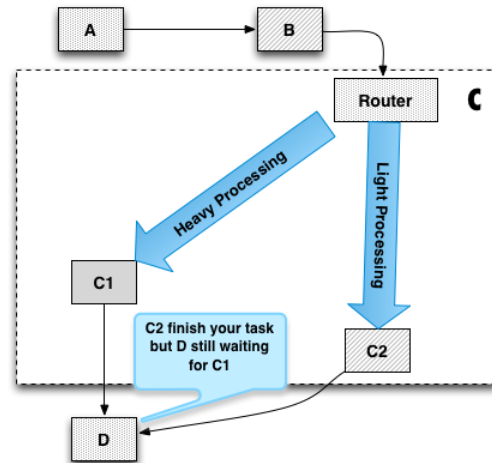 A
B
Router
C
Heavy Processing
Light Processing
C1
C2 finish your task
but D still waiting
for C1
C2
D